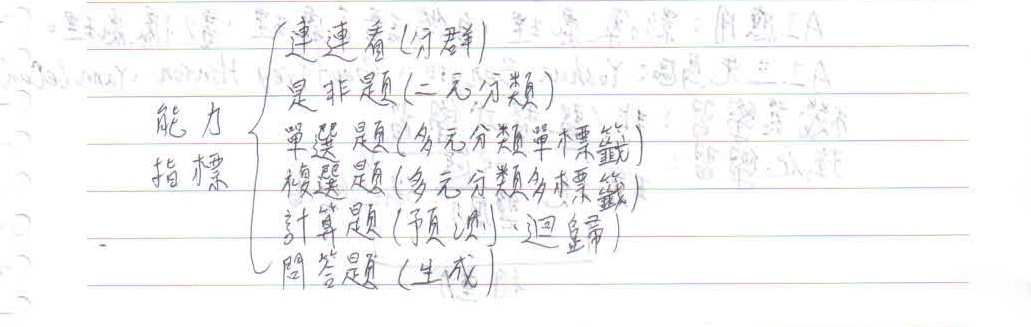 連連看(分群)
是非題(二元分類)
能力
指標
單選題(多元分類單標籤)
複選題(多元分類多標籤)
計算題(預測、迴歸)
問答題(生成)